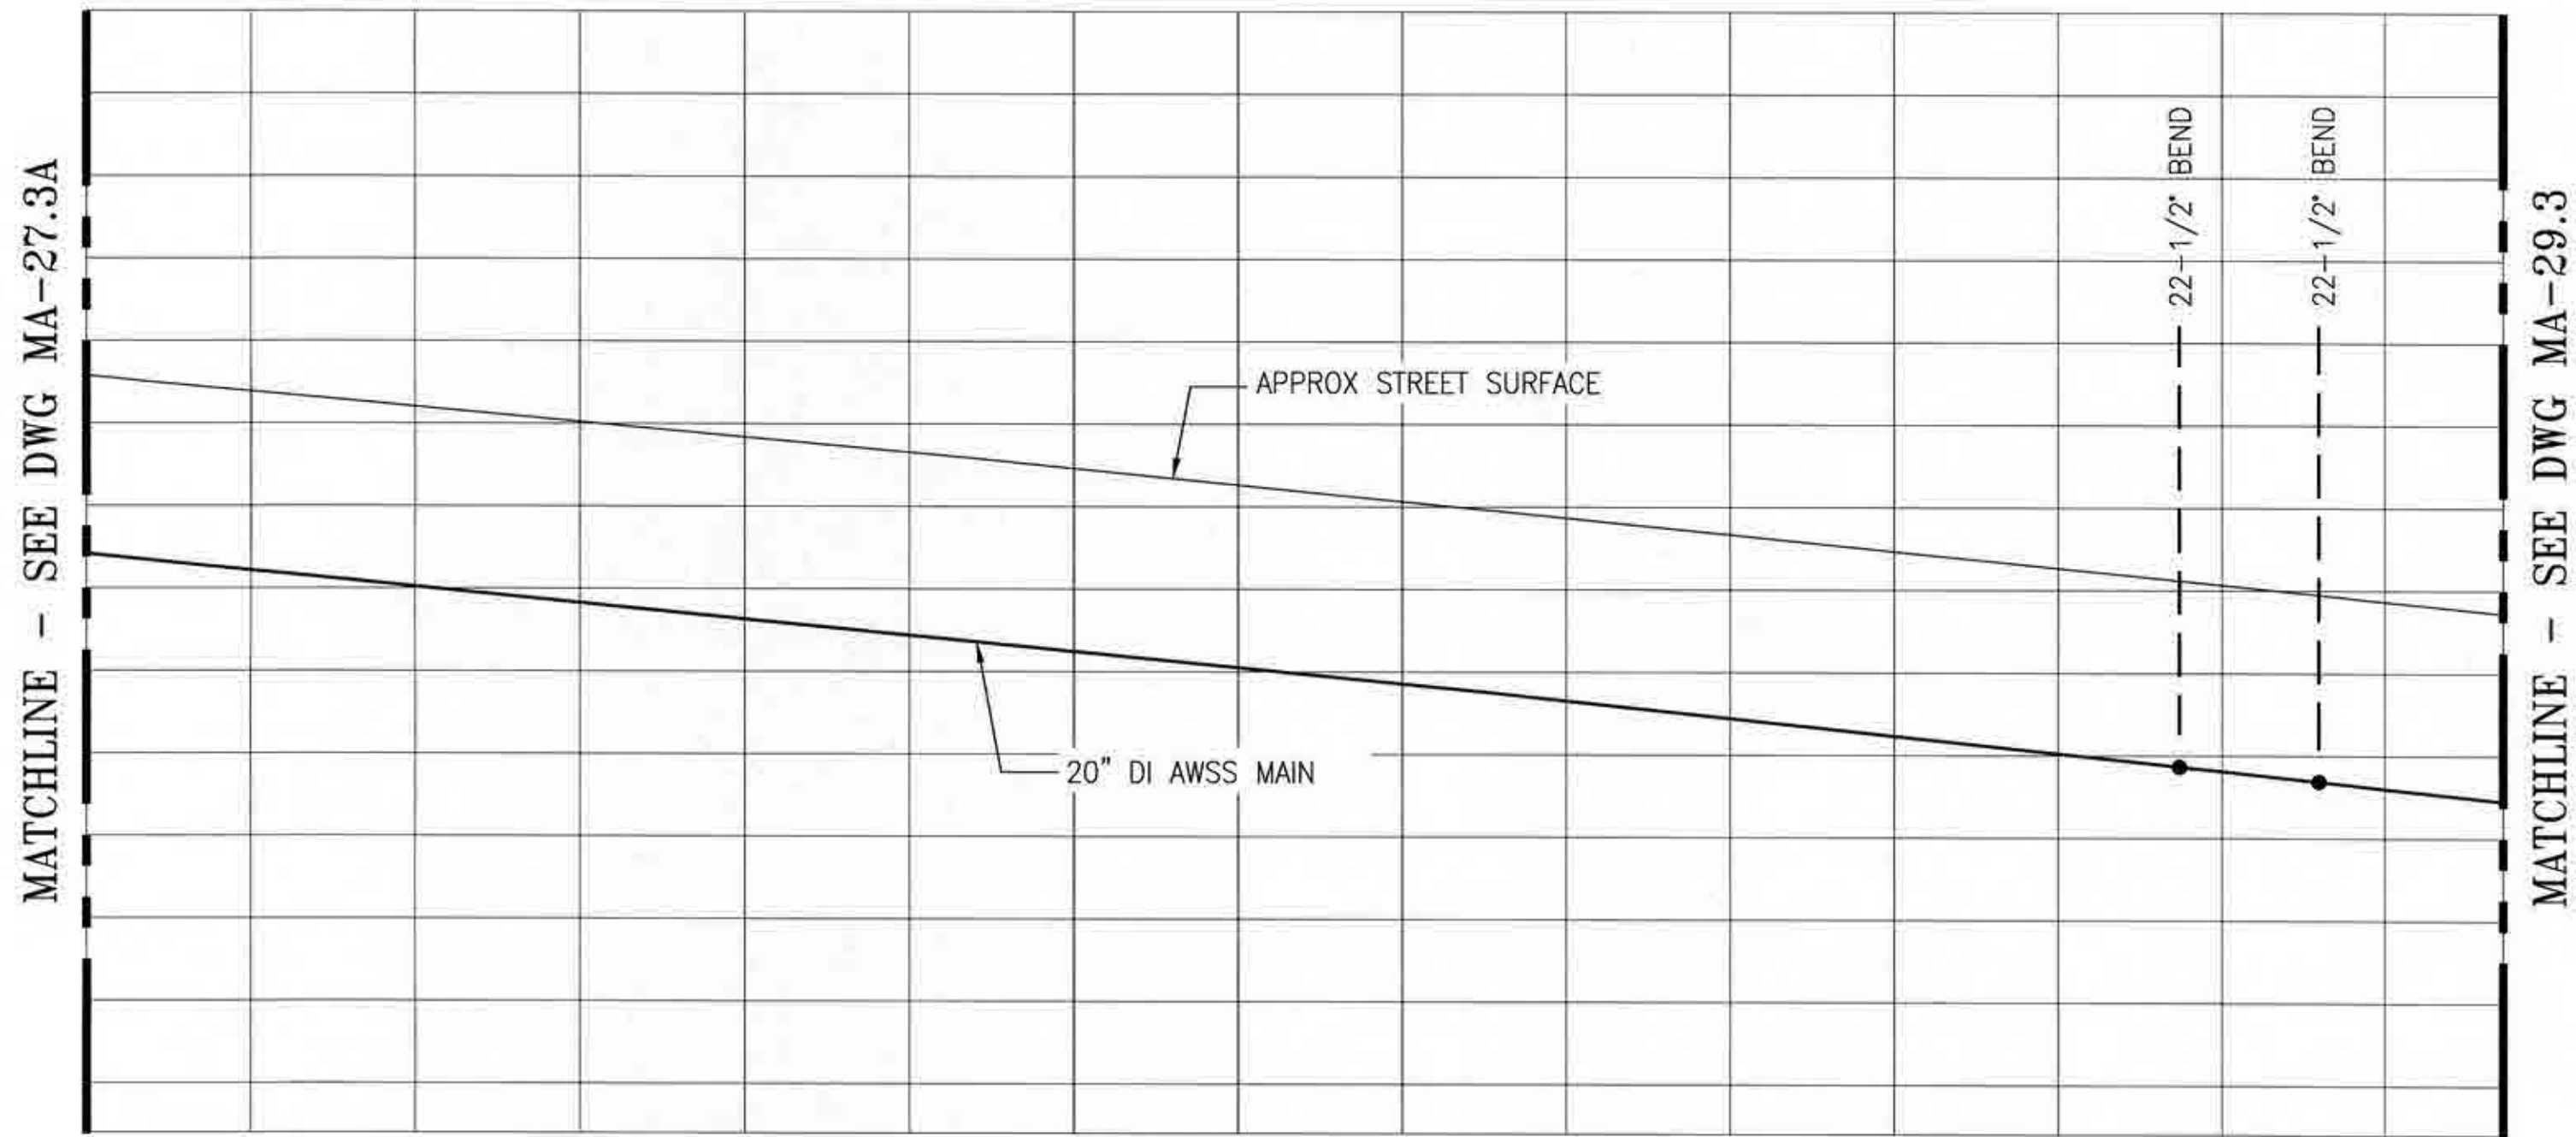 MATCHLINE - SEE DWG MA-27.3A
22-1/2° BEND
22-1/2° BEND
APPROX STREET SURFACE
20" DI AWSS MAIN
MATCHLINE - SEE DWG MA-29.3